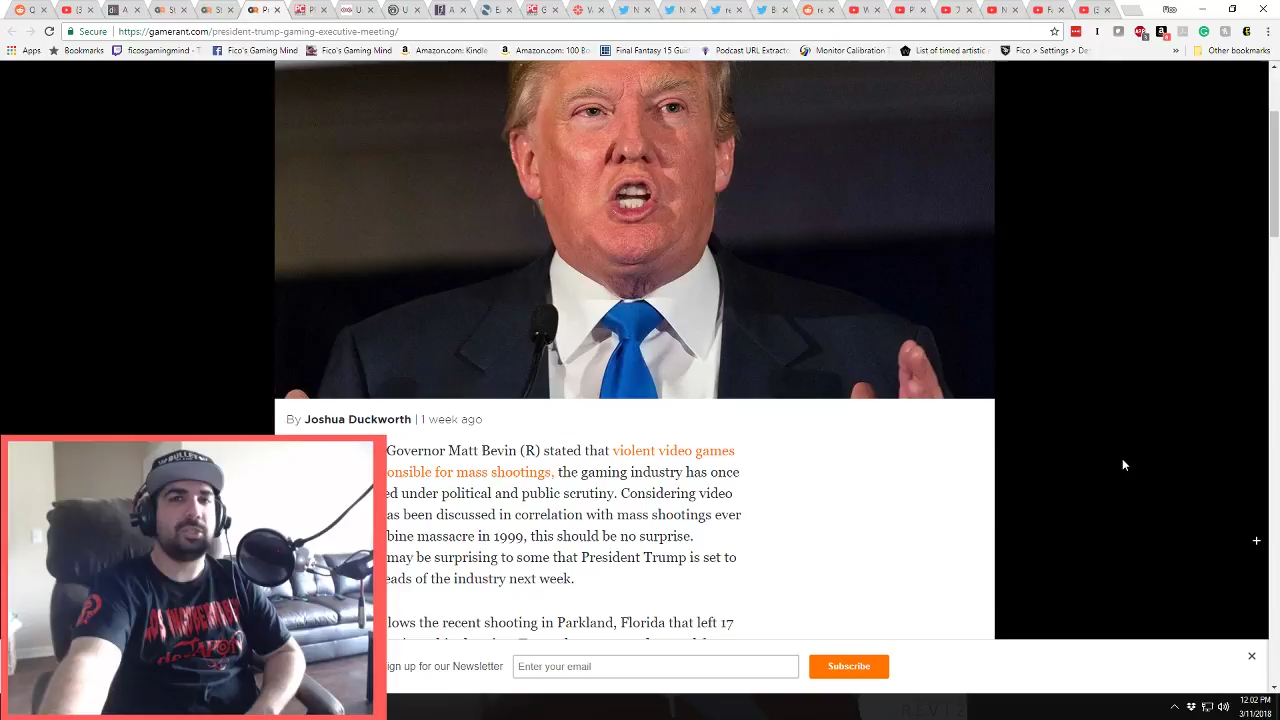 Secure
https://gamerant.com/president-trump-gaming-executive-meeting/
Apps
Bookmarks
ficosgamingmind
Fico's Gaming Mind
Fico's Gaming Mind
Amazon.com
Amazon.com: 100 Bo
Final Fantasy 15 Guid
Podcast URL Extract
Monitor Calibration T
List of timed artistic
Fico > Settings > De
Other bookmarks
By Joshua Duckworth | 1 week ago
Governor Matt Bevin (R) stated that violent video games
onsible for mass shootings, the gaming industry has once
ed under political and public scrutiny. Considering video
as been discussed in correlation with mass shootings ever
bine massacre in 1999, this should be no surprise.
may be surprising to some that President Trump is set to
eads of the industry next week.
lows the recent shooting in Parkland, Florida that left 17
ign up for our Newsletter
Enter your email
Subscribe
12:02 PM
3/11/2018